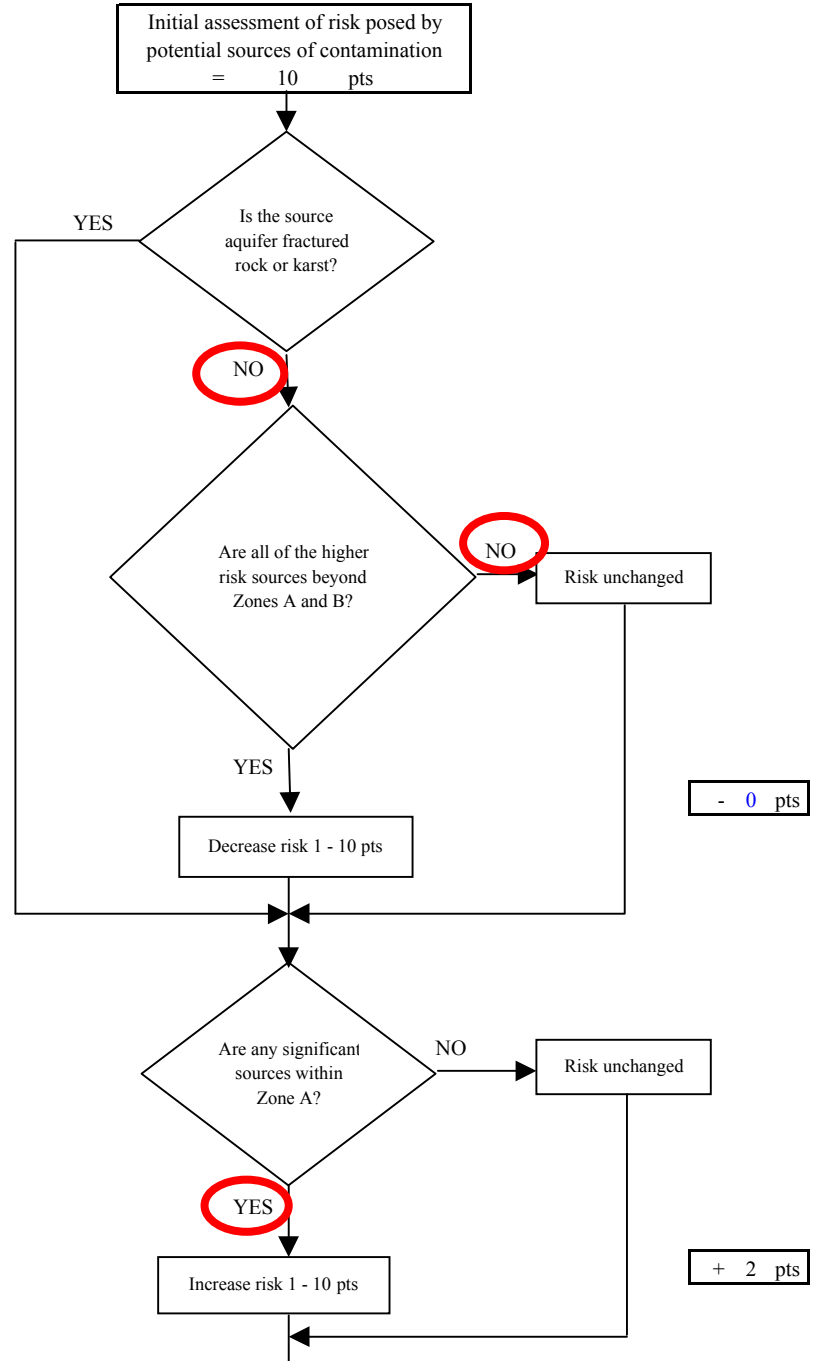 Initial assessment of risk posed by
potential sources of contamination
= 10 pts
YES
Is the source
aquifer fractured
rock or karst?
NO
Are all of the higher
risk sources beyond
Zones A and B?
NO
Risk unchanged
YES
- 0 pts
Decrease risk 1 - 10 pts
Are any significant
sources within
Zone A?
NO
Risk unchanged
YES
+ 2 pts
Increase risk 1 - 10 pts